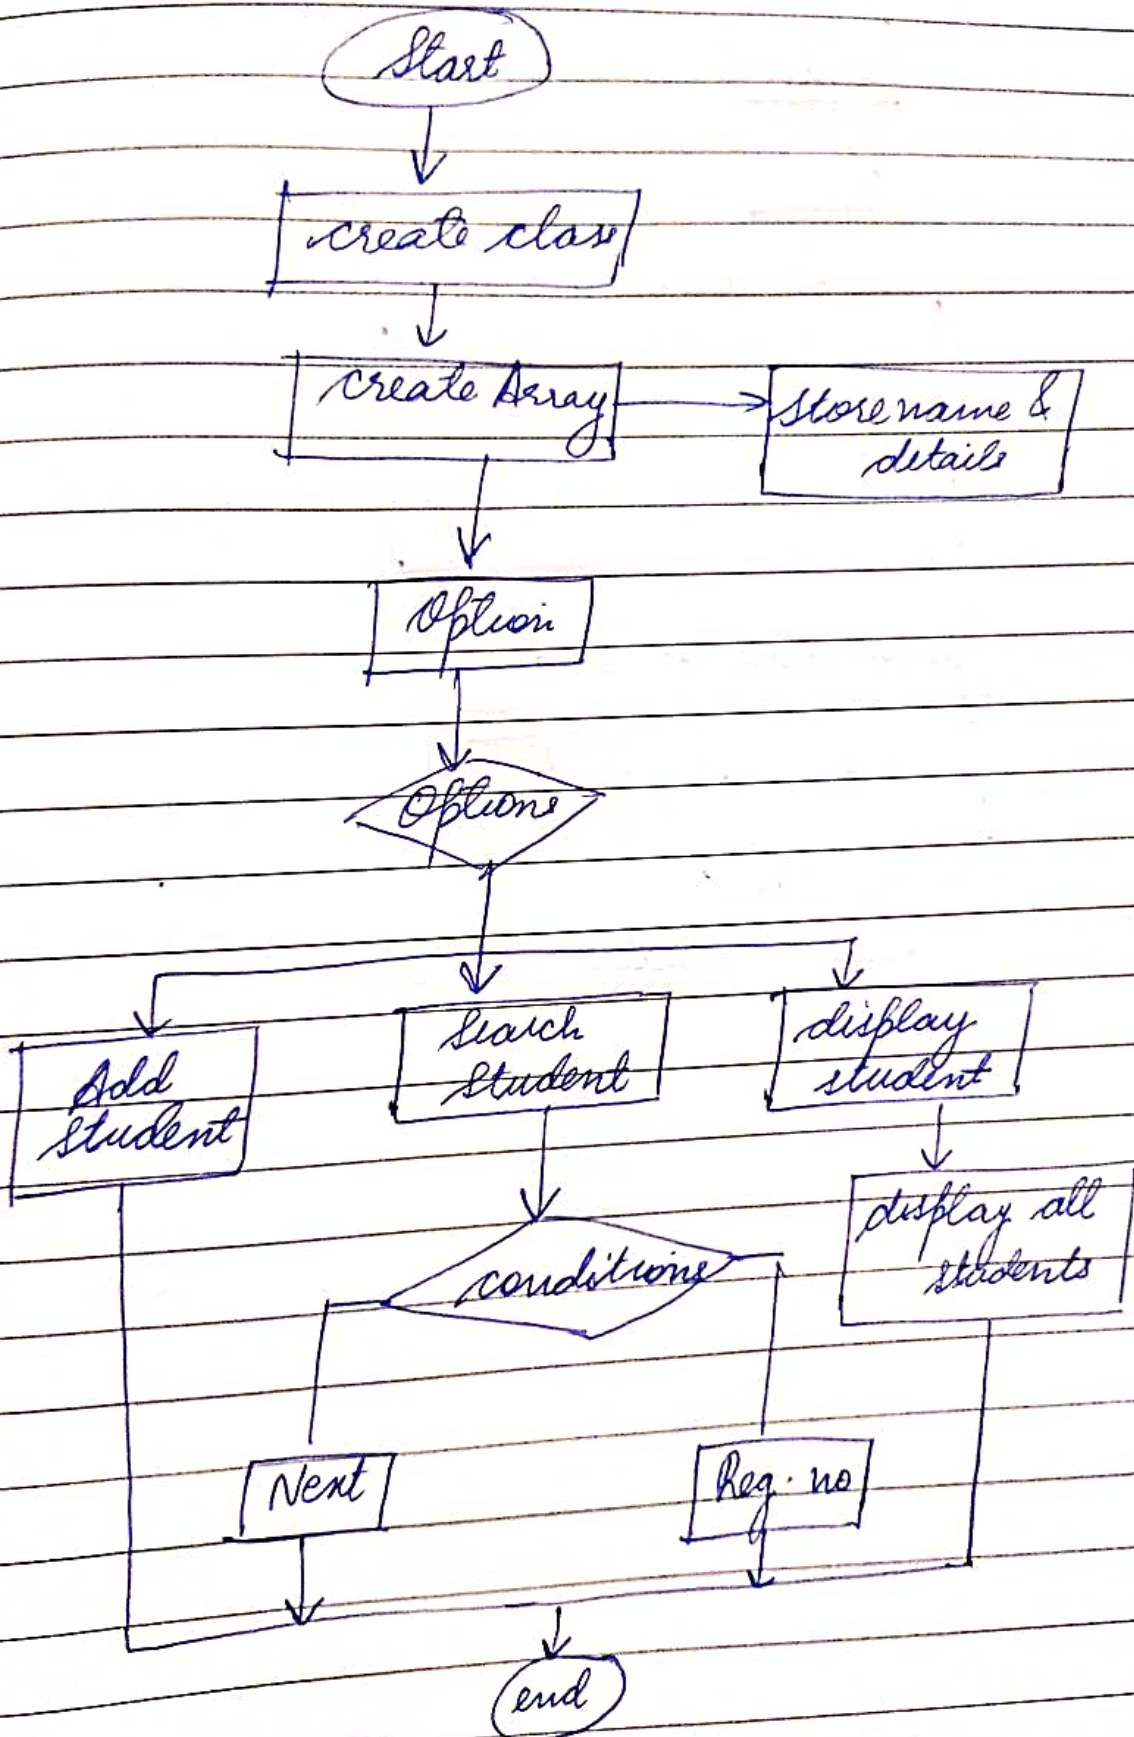 Start
create class
create Array
store name &
details
Option
Options
Add
student
Search
student
display
student
conditions
display all
students
Next
Reg. no
end